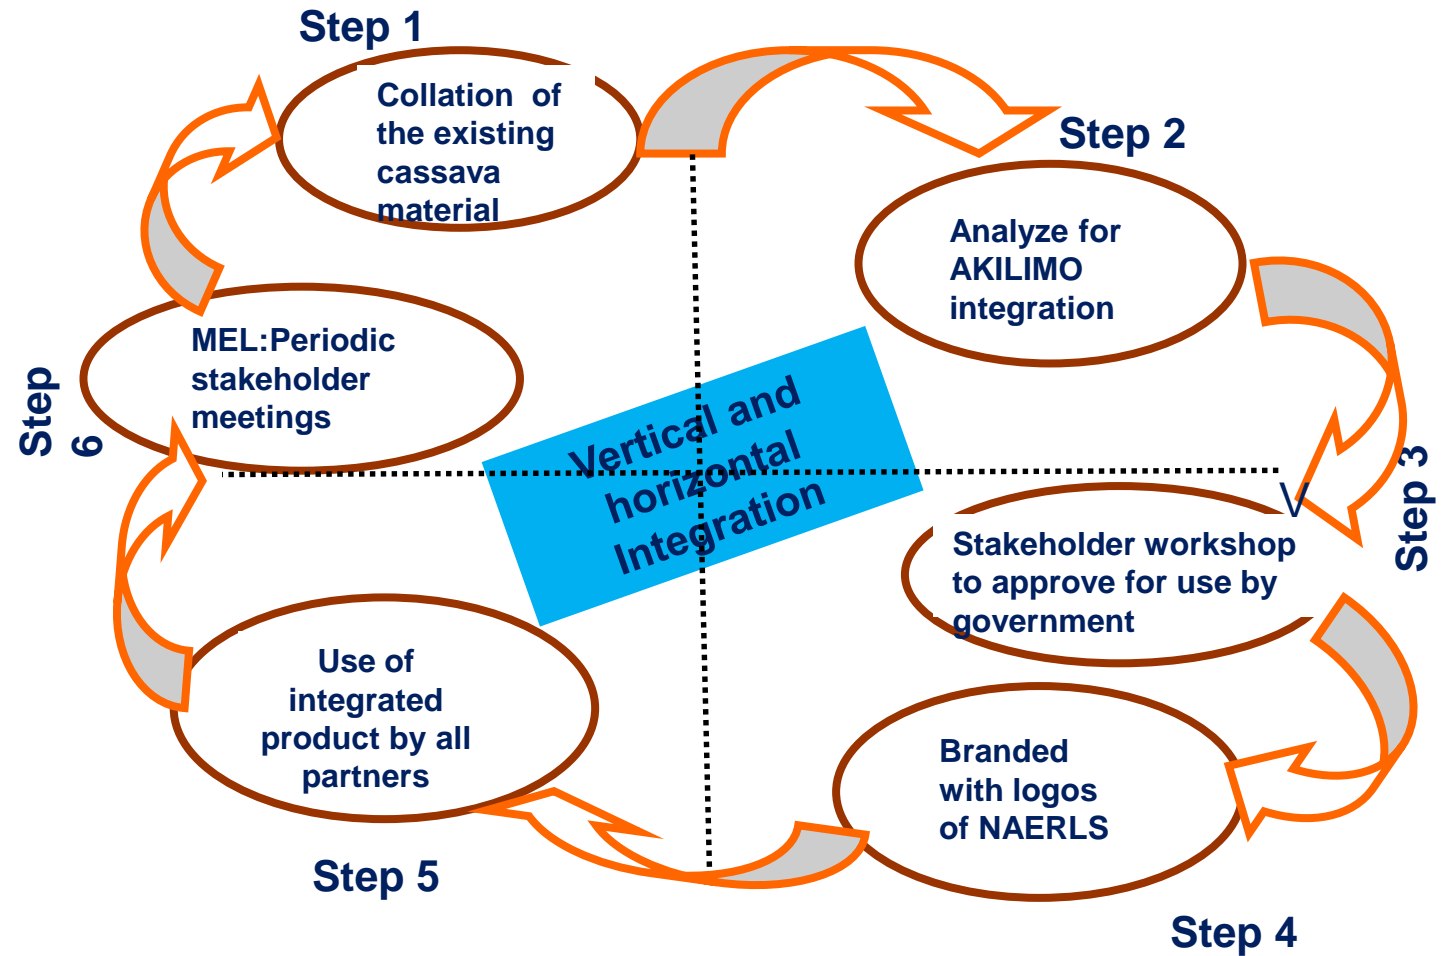 Step 1
Collation of
the existing
cassava
material
Step 2
Analyze for
AKILIMO
integration
Step 3
V
Stakeholder workshop
to approve for use by
government
Branded
with logos
of NAERLS
Step 4
Use of
integrated
product by all
partners
Step 5
MEL:Periodic
stakeholder
meetings
Step
6
Vertical and
horizontal
Integration